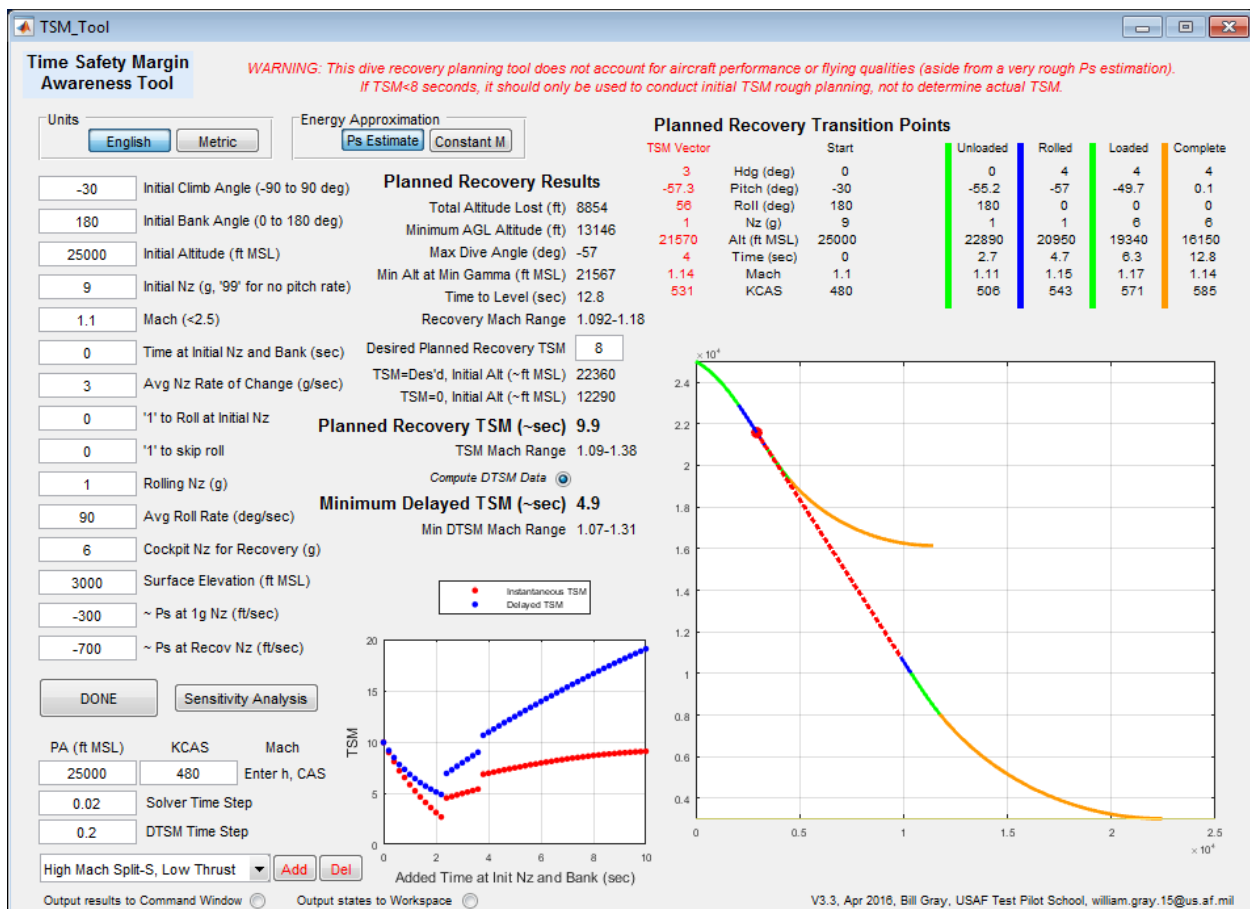 TSM_Tool
Time Safety Margin
Awareness Tool
WARNING: This dive recovery planning tool does not account for aircraft performance or flying qualities (aside from a very rough Ps estimation).
If TSM<8 seconds, it should only be used to conduct initial TSM rough planning, not to determine actual TSM.
Units
English Metric
Energy Approximation
Ps Estimate Constant M
-30 Initial Climb Angle (-90 to 90 deg)
180 Initial Bank Angle (0 to 180 deg)
25000 Initial Altitude (ft MSL)
9 Initial Nz (g, '99' for no pitch rate)
1.1 Mach (<2.5)
0 Time at Initial Nz and Bank (sec)
3 Avg Nz Rate of Change (g/sec)
0 '1' to Roll at Initial Nz
0 '1' to skip roll
1 Rolling Nz (g)
90 Avg Roll Rate (deg/sec)
6 Cockpit Nz for Recovery (g)
3000 Surface Elevation (ft MSL)
-300 ~ Ps at 1g Nz (ft/sec)
-700 ~ Ps at Recov Nz (ft/sec)
DONE Sensitivity Analysis
PA (ft MSL) KCAS Mach
25000 480 Enter h, CAS
0.02 Solver Time Step
0.2 DTSM Time Step
High Mach Split-S, Low Thrust Add Del
Output results to Command Window Output states to Workspace
Planned Recovery Results
Total Altitude Lost (ft) 8854
Minimum AGL Altitude (ft) 13146
Max Dive Angle (deg) -57
Min Alt at Min Gamma (ft MSL) 21567
Time to Level (sec) 12.8
Recovery Mach Range 1.092-1.18
Desired Planned Recovery TSM 8
TSM=Des'd, Initial Alt (~ft MSL) 22360
TSM=0, Initial Alt (~ft MSL) 12290
Planned Recovery TSM (~sec) 9.9
TSM Mach Range 1.09-1.38
Compute DTSM Data
Minimum Delayed TSM (~sec) 4.9
Min DTSM Mach Range 1.07-1.31
Instantaneous TSM
Delayed TSM
TSM
20
15
10
5
0
0 2 4 6 8 10
Added Time at Init Nz and Bank (sec)
Planned Recovery Transition Points
TSM Vector Start Unloaded Rolled Loaded Complete
3 Hdg (deg) 0 0 4 4 4
-57.3 Pitch (deg) -30 -55.2 -57 -49.7 0.1
56 Roll (deg) 180 180 0 0 0
1 Nz (g) 9 1 1 6 6
21570 Alt (ft MSL) 25000 22890 20950 19340 16150
4 Time (sec) 0 2.7 4.7 6.3 12.8
1.14 Mach 1.1 1.11 1.15 1.17 1.14
531 KCAS 480 506 543 571 585
×10⁴
2.4
2.2
2
1.8
1.6
1.4
1.2
1
0.8
0.6
0.4
0 0.5 1 1.5 2 2.5
×10⁴
V3.3, Apr 2016, Bill Gray, USAF Test Pilot School, william.gray.15@us.af.mil